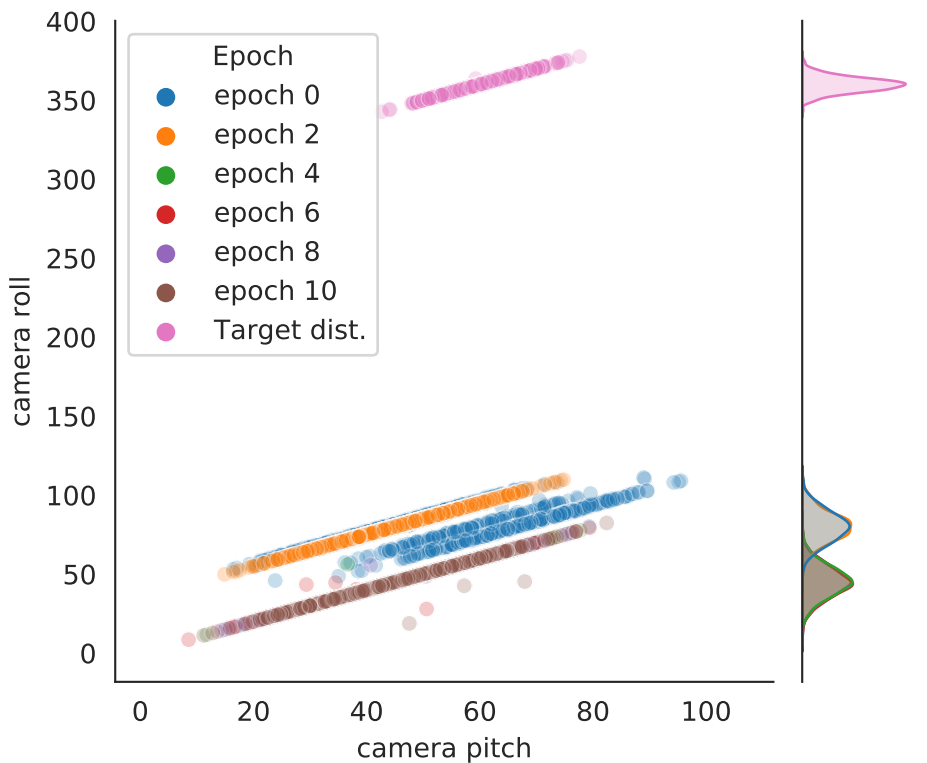 400
350
300
250
200
150
100
50
0
camera roll
Epoch
epoch 0
epoch 2
epoch 4
epoch 6
epoch 8
epoch 10
Target dist.
0 20 40 60 80 100
camera pitch